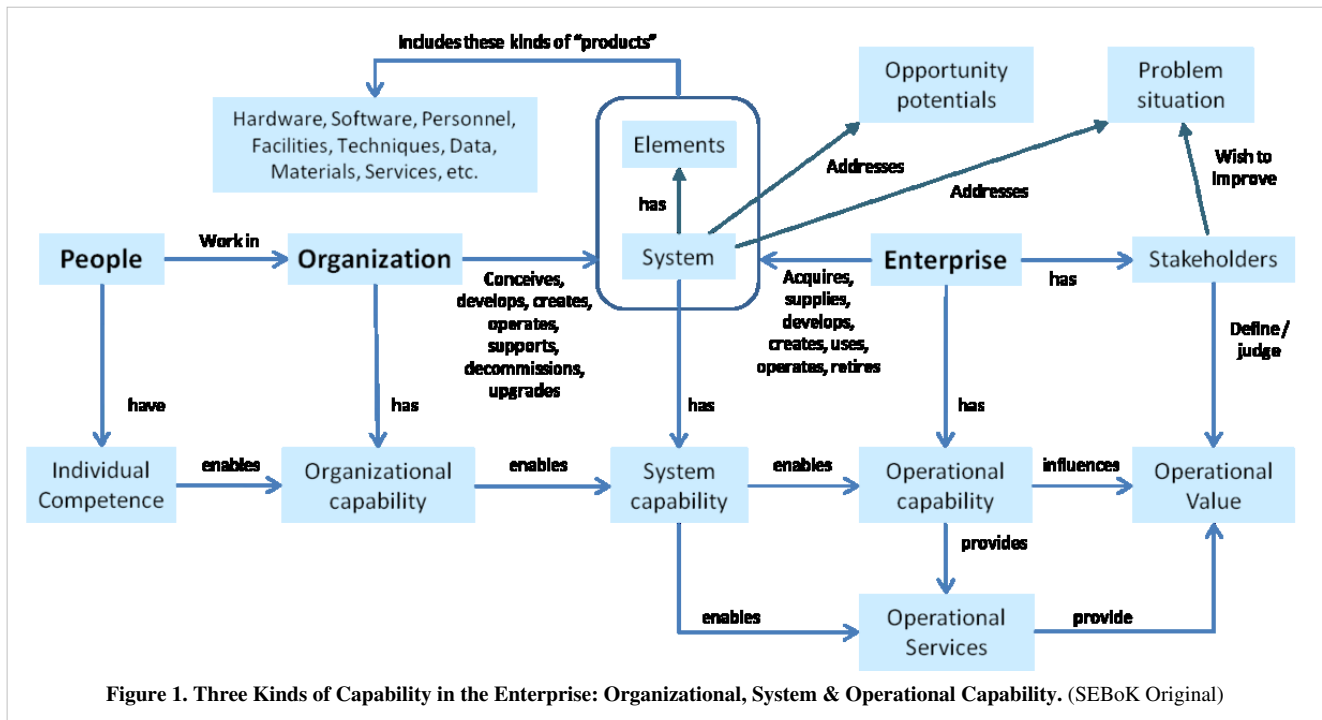 Includes these kinds of “products”
Hardware, Software, Personnel,
Facilities, Techniques, Data,
Materials, Services, etc.
Elements
has
System
Opportunity
potentials
Problem
situation
Addresses
Addresses
Wish to
Improve
People
Work in
Organization
Conceives,
develops, creates,
operates,
supports,
decommissions,
upgrades
Acquires,
supplies,
develops,
creates, uses,
operates, retires
Enterprise
has
Stakeholders
Define /
judge
have
has
has
has
Individual
Competence
enables
Organizational
capability
enables
System
capability
enables
Operational
capability
influences
Operational
Value
provides
enables
Operational
Services
provide
Figure 1. Three Kinds of Capability in the Enterprise: Organizational, System & Operational Capability. (SEBoK Original)